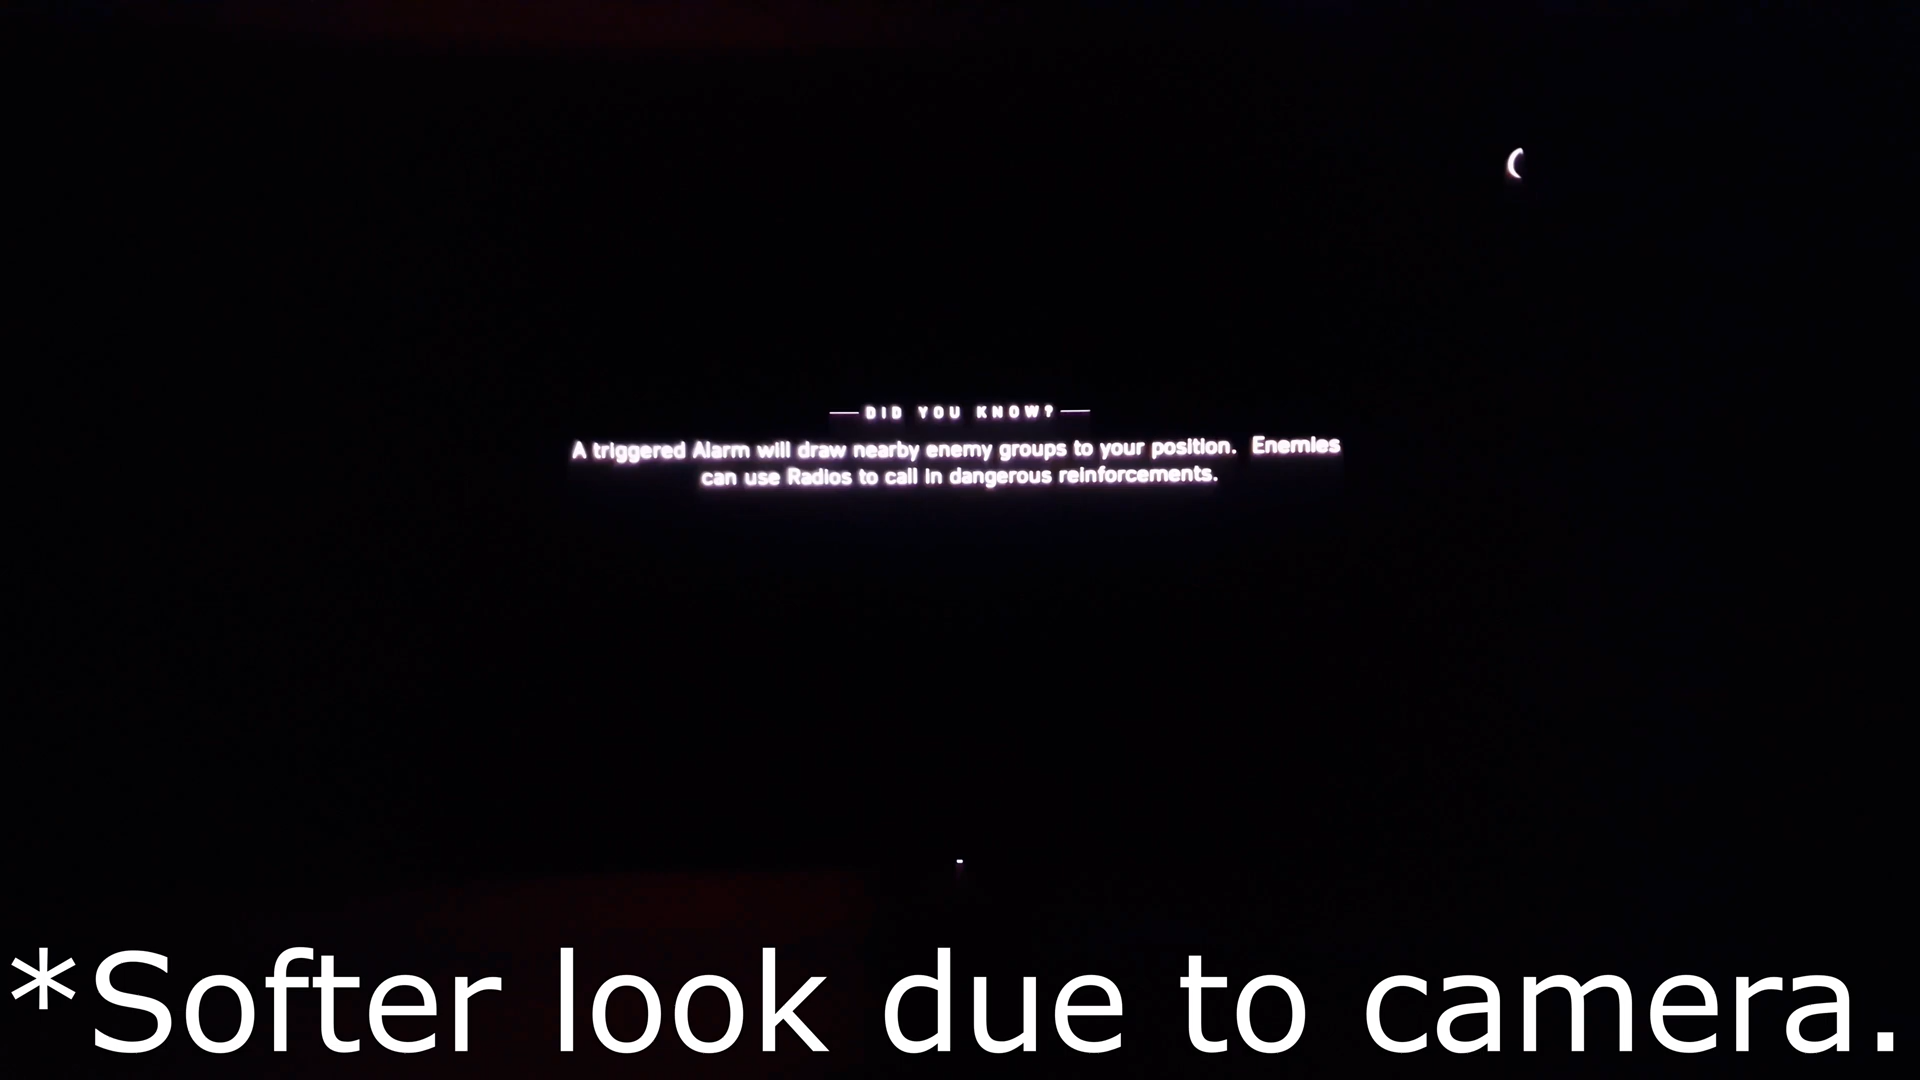 DID YOU KNOW?
A triggered Alarm will draw nearby enemy groups to your position. Enemies
can use Radios to call in dangerous reinforcements.
*Softer look due to camera.